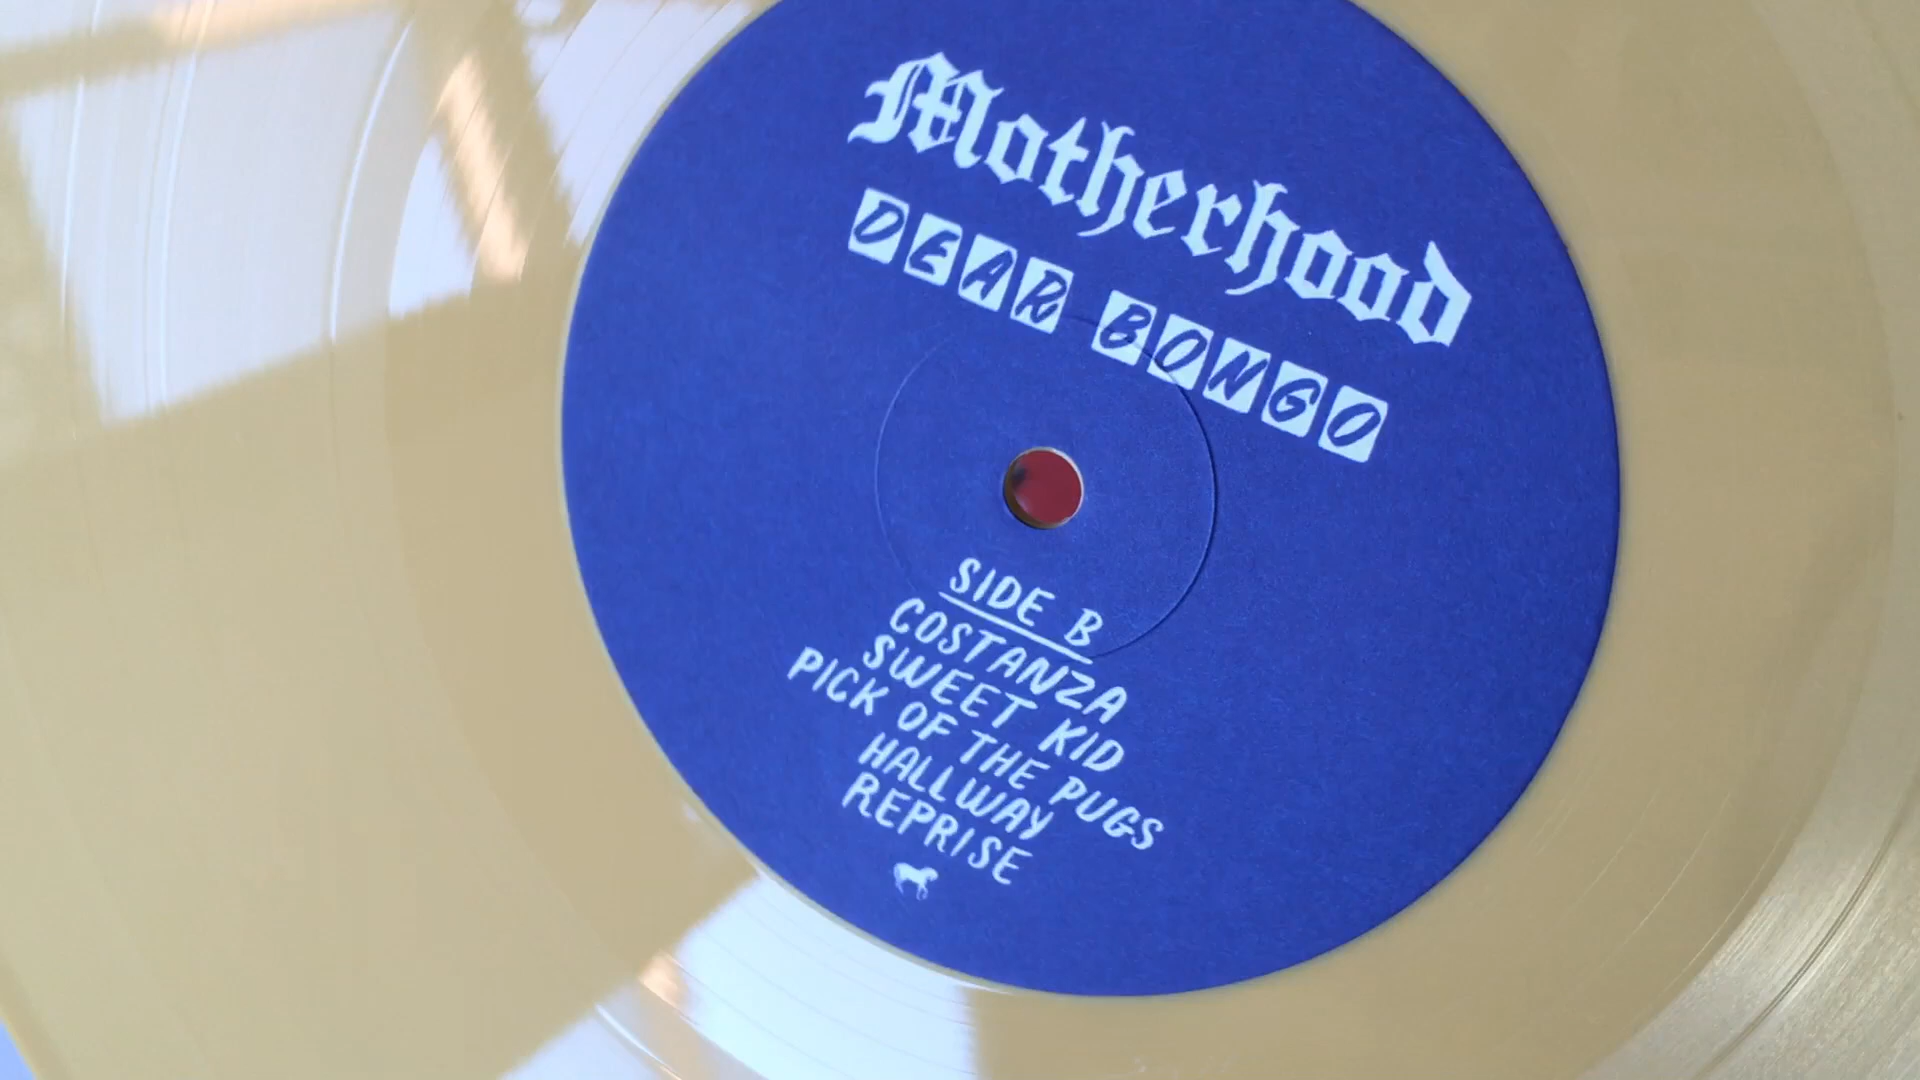 Motherhood
DEAR BONGO
SIDE B
COSTANZA
SWEET KID
PICK OF THE PUGS
HALLWAY
REPRISE